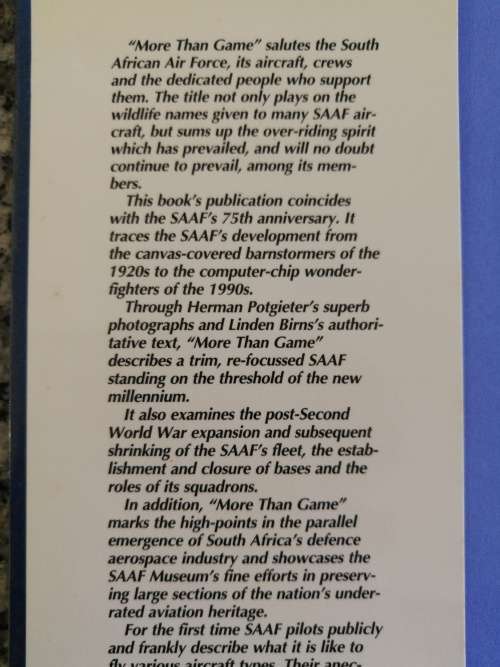 “More Than Game” salutes the South
African Air Force, its aircraft, crews
and the dedicated people who support
them. The title not only plays on the
wildlife names given to many SAAF air-
craft, but sums up the over-riding spirit
which has prevailed, and will no doubt
continue to prevail, among its mem-
bers.
This book’s publication coincides
with the SAAF’s 75th anniversary. It
traces the SAAF’s development from
the canvas-covered barnstormers of the
1920s to the computer-chip wonder-
fighters of the 1990s.
Through Herman Potgieter’s superb
photographs and Linden Birns’s authori-
tative text, “More Than Game”
describes a trim, re-focussed SAAF
standing on the threshold of the new
millennium.
It also examines the post-Second
World War expansion and subsequent
shrinking of the SAAF’s fleet, the estab-
lishment and closure of bases and the
roles of its squadrons.
In addition, “More Than Game”
marks the high-points in the parallel
emergence of South Africa’s defence
aerospace industry and showcases the
SAAF Museum’s fine efforts in preserv-
ing large sections of the nation’s under-
rated aviation heritage.
For the first time SAAF pilots publicly
and frankly describe what it is like to
fly various aircraft types. Their anec-